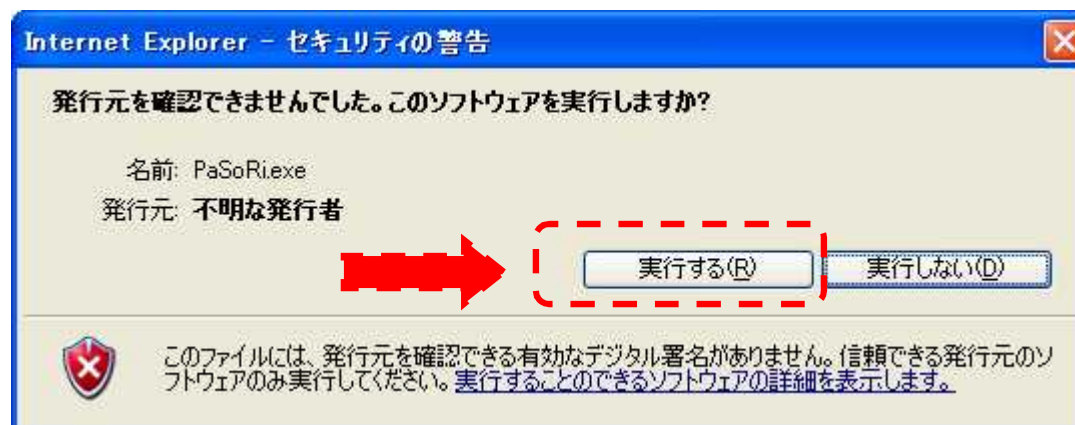 Internet Explorer - セキュリティの警告
発行元を確認できませんでした。このソフトウェアを実行しますか?
名前: PaSoRi.exe
発行元: 不明な発行者
実行する(R) 実行しない(D)
このファイルには、発行元を確認できる有効なデジタル署名がありません。信頼できる発行元のソ
フトウェアのみ実行してください。実行することのできるソフトウェアの詳細を表示します。